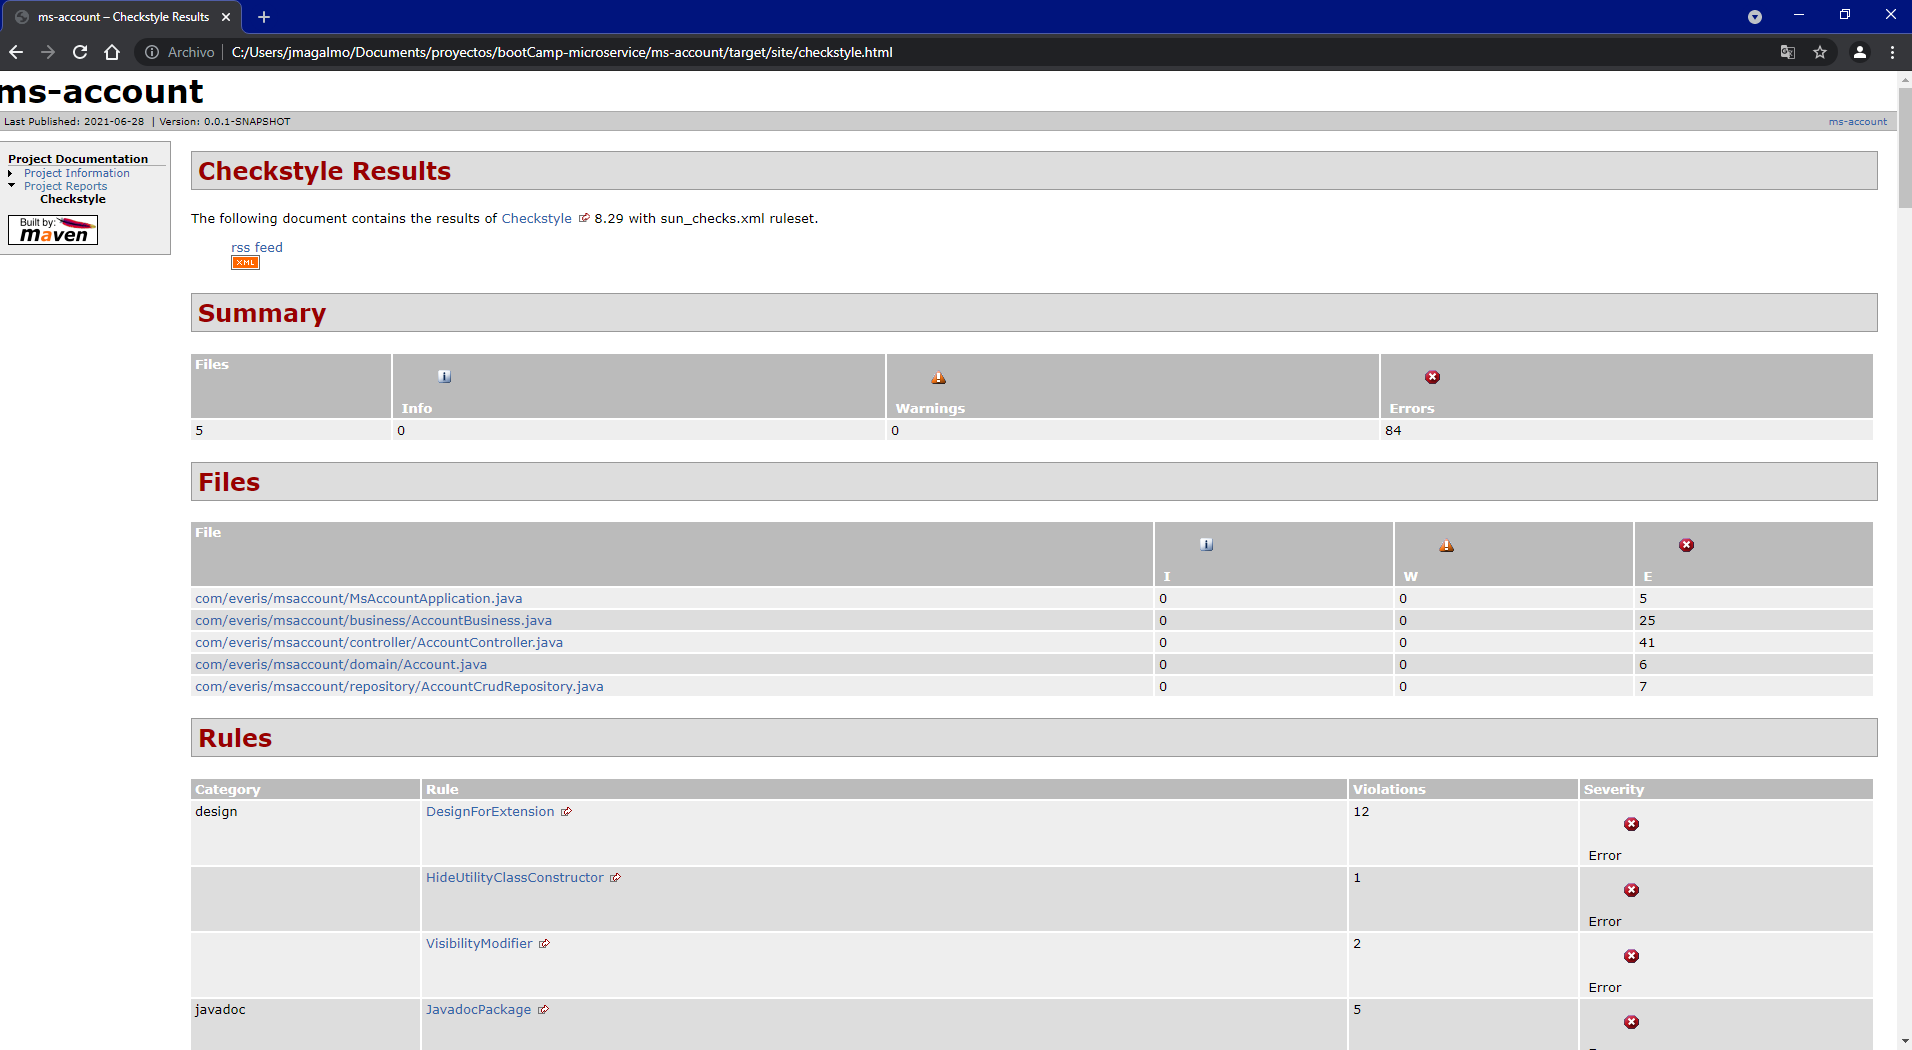 ms-account – Checkstyle Results
Archivo C:/Users/jmagalmo/Documents/proyectos/bootCamp-microservice/ms-account/target/site/checkstyle.html
ms-account
Last Published: 2021-06-28 | Version: 0.0.1-SNAPSHOT ms-account
Project Documentation
Project Information
Project Reports
Checkstyle
Built by:
maven
Checkstyle Results
The following document contains the results of Checkstyle 8.29 with sun_checks.xml ruleset.
rss feed
XML
Summary
Files Info Warnings Errors
5 0 0 84
Files
File I W E
com/everis/msaccount/MsAccountApplication.java 0 0 5
com/everis/msaccount/business/AccountBusiness.java 0 0 25
com/everis/msaccount/controller/AccountController.java 0 0 41
com/everis/msaccount/domain/Account.java 0 0 6
com/everis/msaccount/repository/AccountCrudRepository.java 0 0 7
Rules
Category Rule Violations Severity
design DesignForExtension 12 Error
HideUtilityClassConstructor 1 Error
VisibilityModifier 2 Error
javadoc JavadocPackage 5